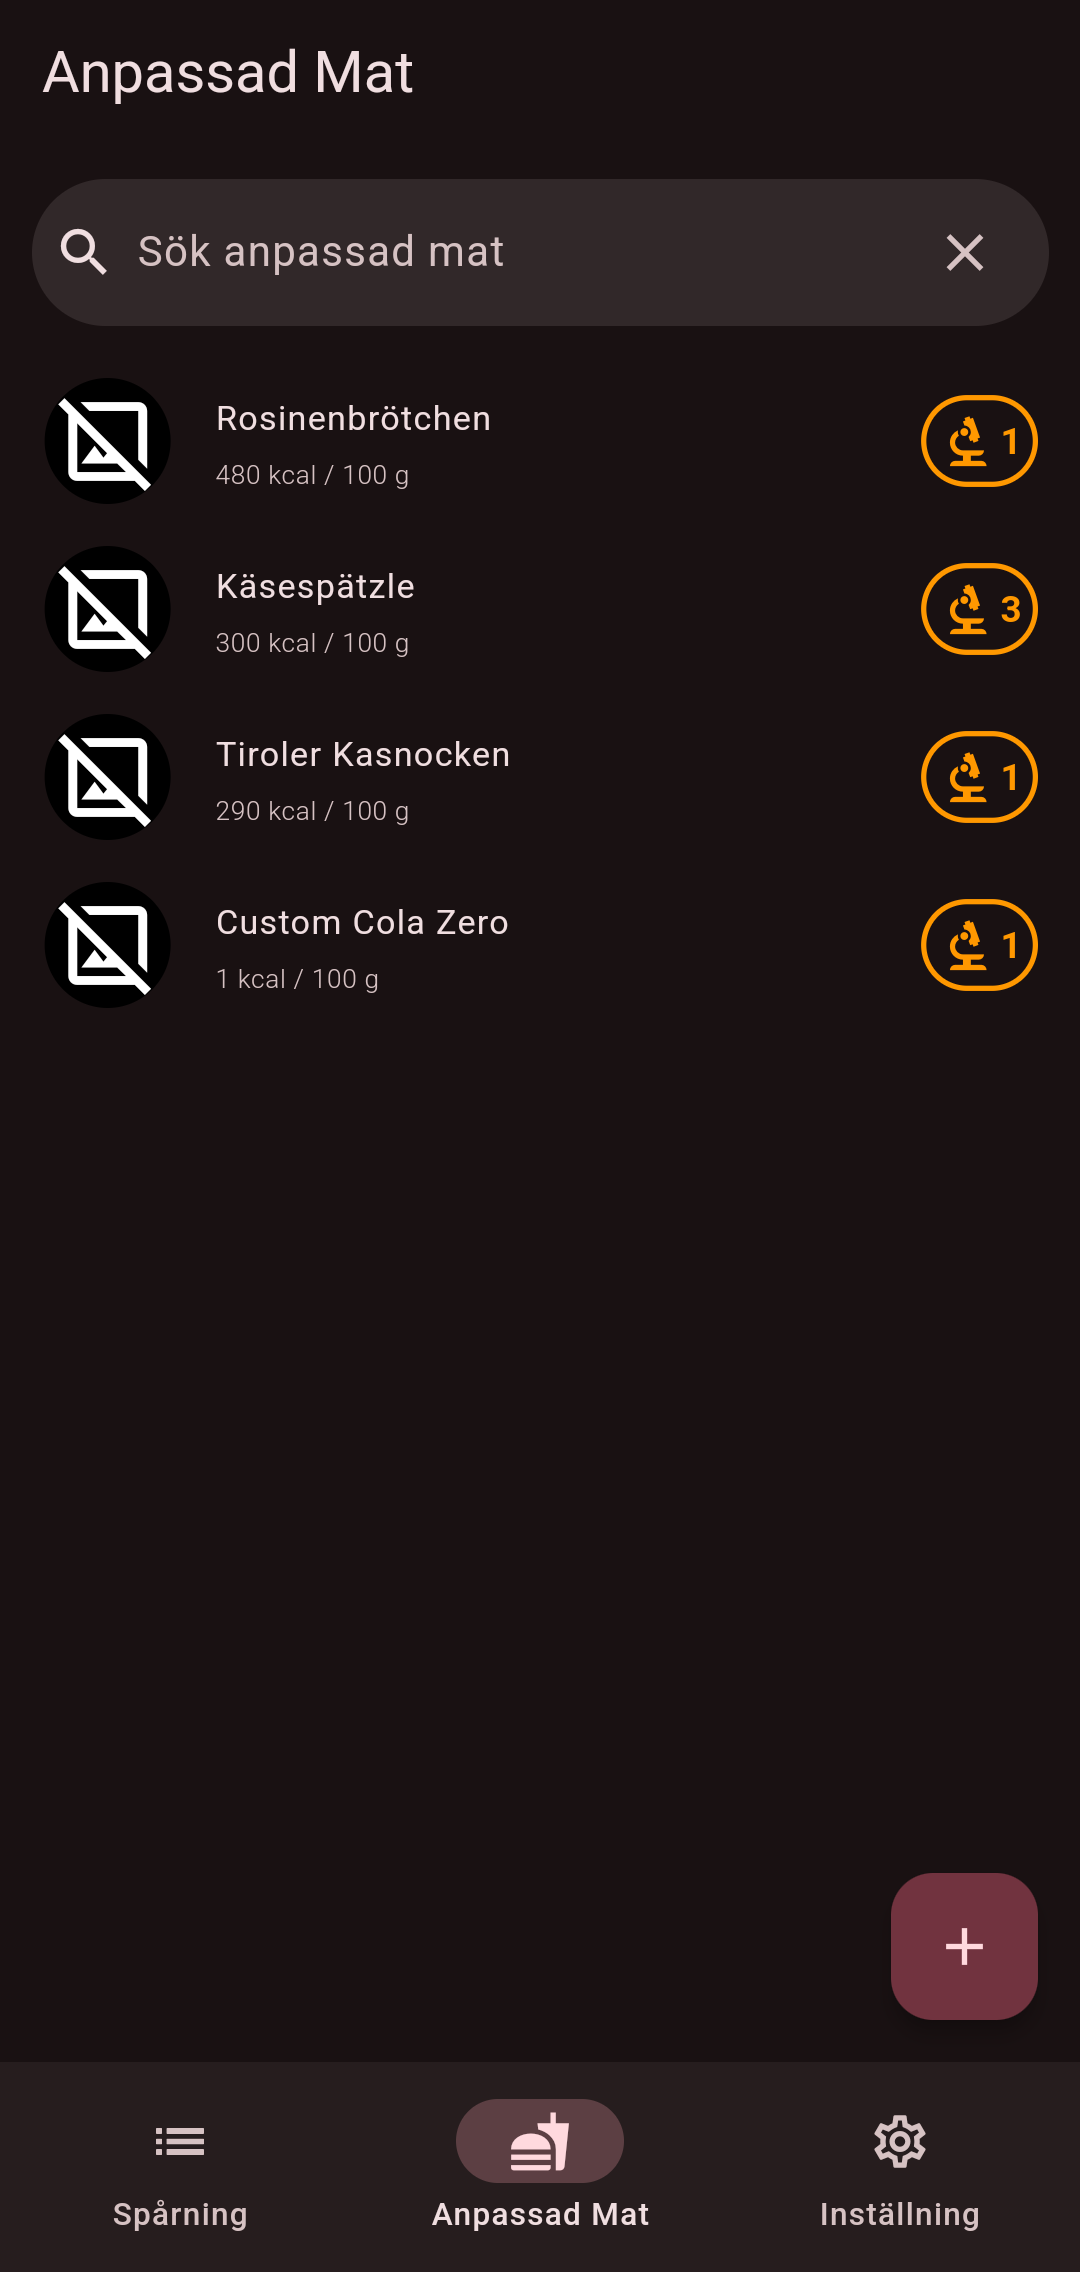 Anpassad Mat
Sök anpassad mat
Rosinenbrötchen
480 kcal / 100 g
1
Käsespätzle
300 kcal / 100 g
3
Tiroler Kasnocken
290 kcal / 100 g
1
Custom Cola Zero
1 kcal / 100 g
1
Spårning
Anpassad Mat
Inställning